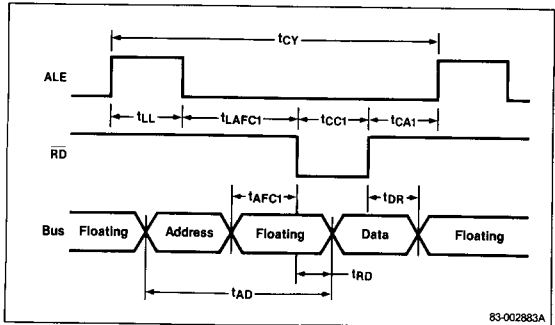 tCY
ALE
tLL tLAFC1 tCC1 tCA1
RD
tAFC1 tDR
Bus Floating Address Floating Data Floating
tRD
tAD
83-002883A